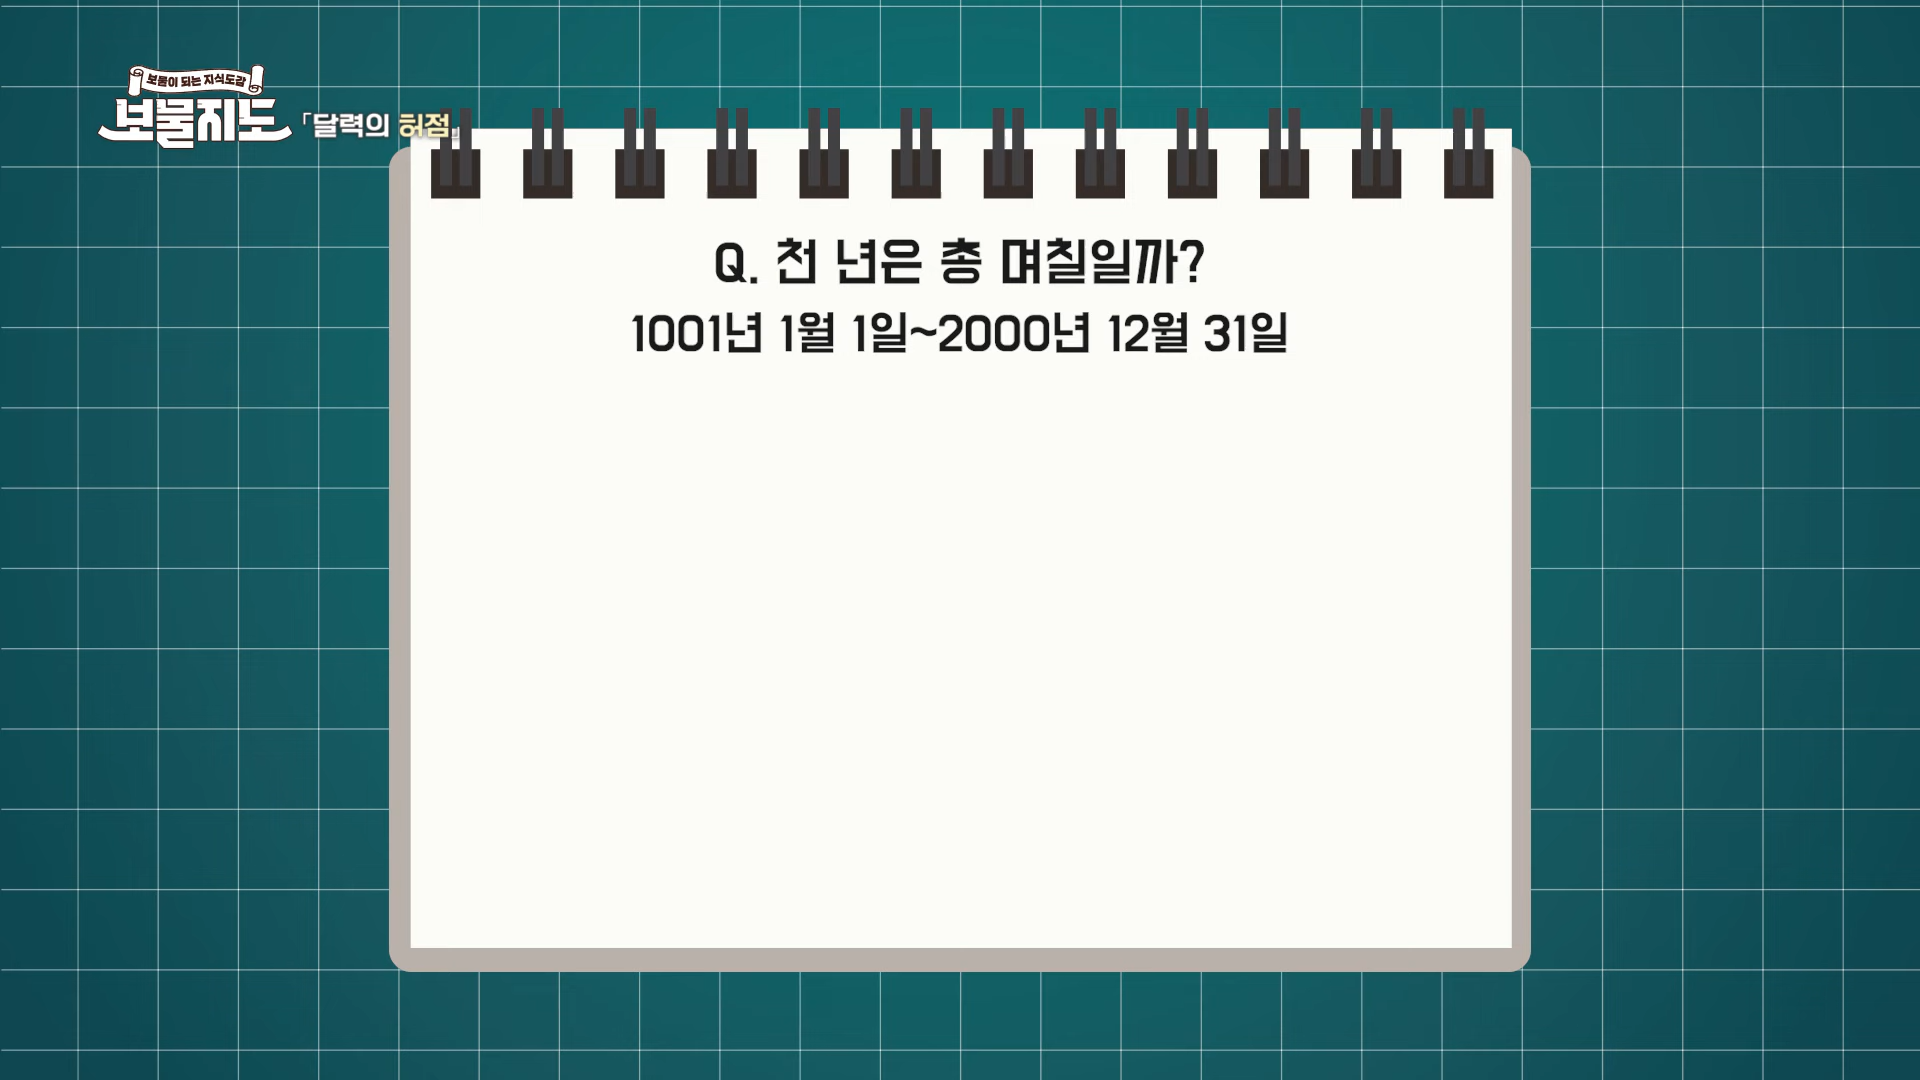 보물이 되는 지식도감
보물지도
「달력의 허점」
Q. 천 년은 총 며칠일까?
1001년 1월 1일~2000년 12월 31일